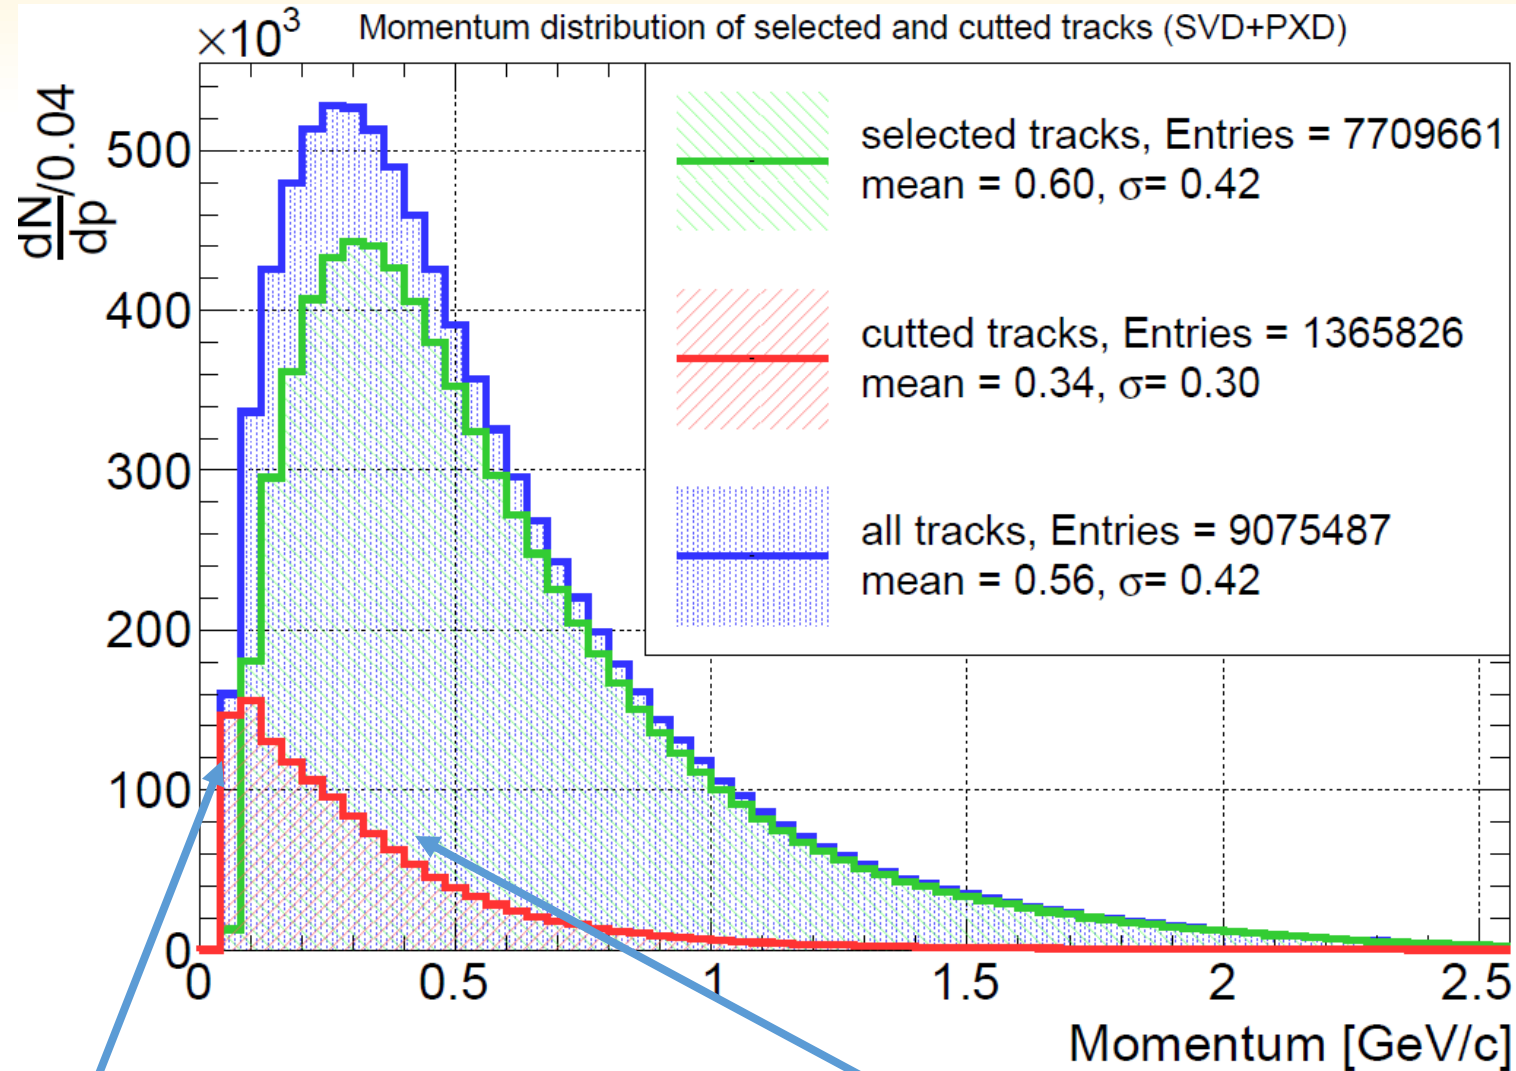 ×10³ Momentum distribution of selected and cutted tracks (SVD+PXD)
dN/dp/0.04
500
400
300
200
100
0
selected tracks, Entries = 7709661
mean = 0.60, σ= 0.42
cutted tracks, Entries = 1365826
mean = 0.34, σ= 0.30
all tracks, Entries = 9075487
mean = 0.56, σ= 0.42
0 0.5 1 1.5 2 2.5
Momentum [GeV/c]